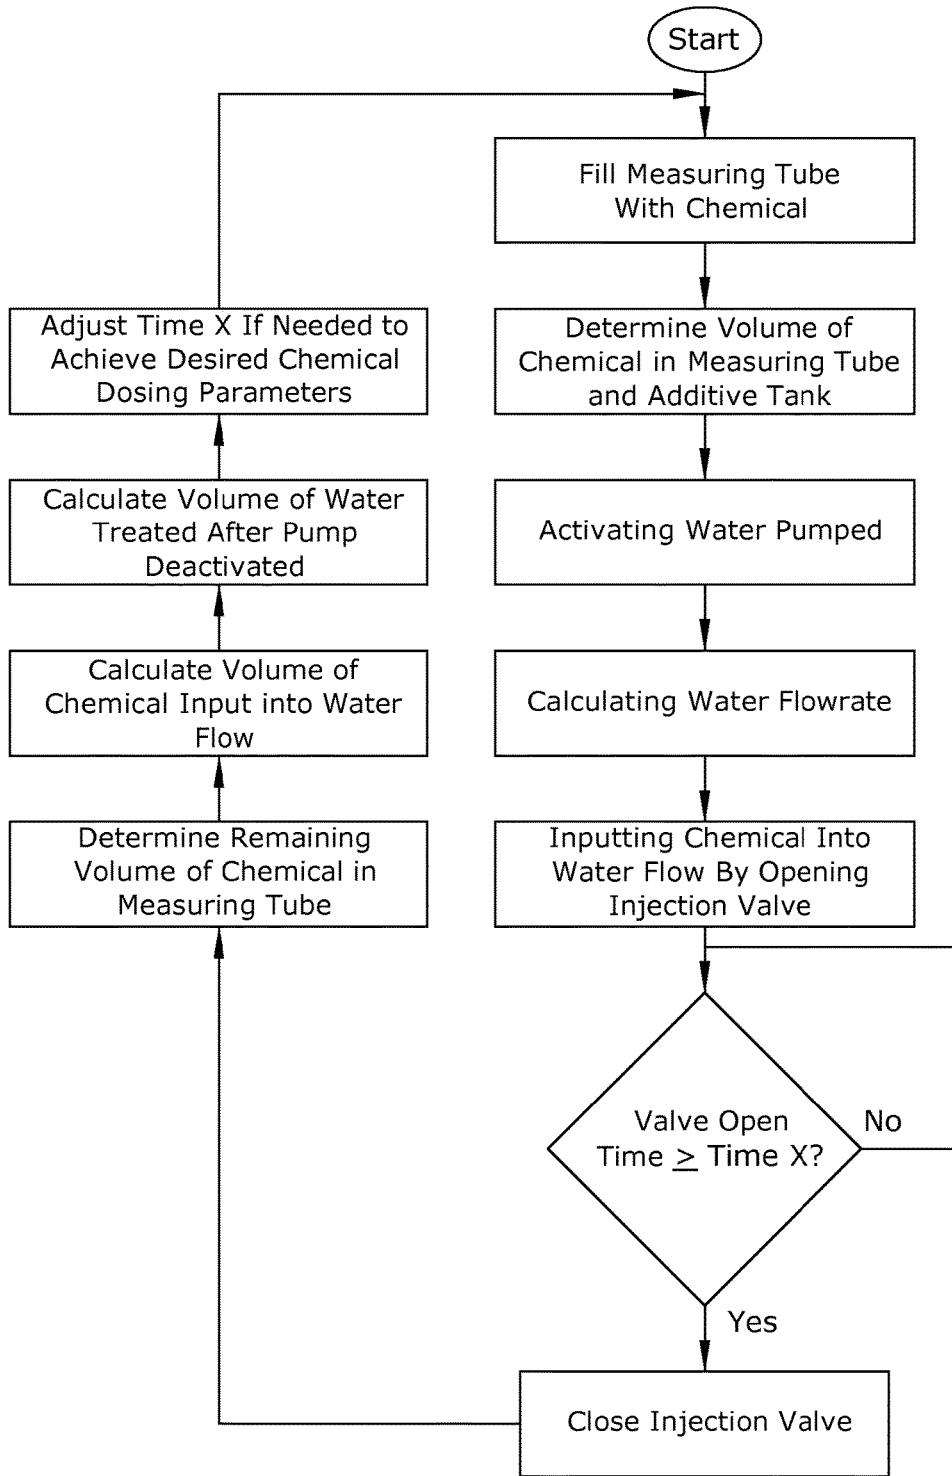 Start
Fill Measuring Tube
With Chemical
Determine Volume of
Chemical in Measuring Tube
and Additive Tank
Activating Water Pumped
Calculating Water Flowrate
Inputting Chemical Into
Water Flow By Opening
Injection Valve
Valve Open
Time ≥ Time X?
No
Yes
Close Injection Valve
Determine Remaining
Volume of Chemical in
Measuring Tube
Calculate Volume of
Chemical Input into Water
Flow
Calculate Volume of Water
Treated After Pump
Deactivated
Adjust Time X If Needed to
Achieve Desired Chemical
Dosing Parameters